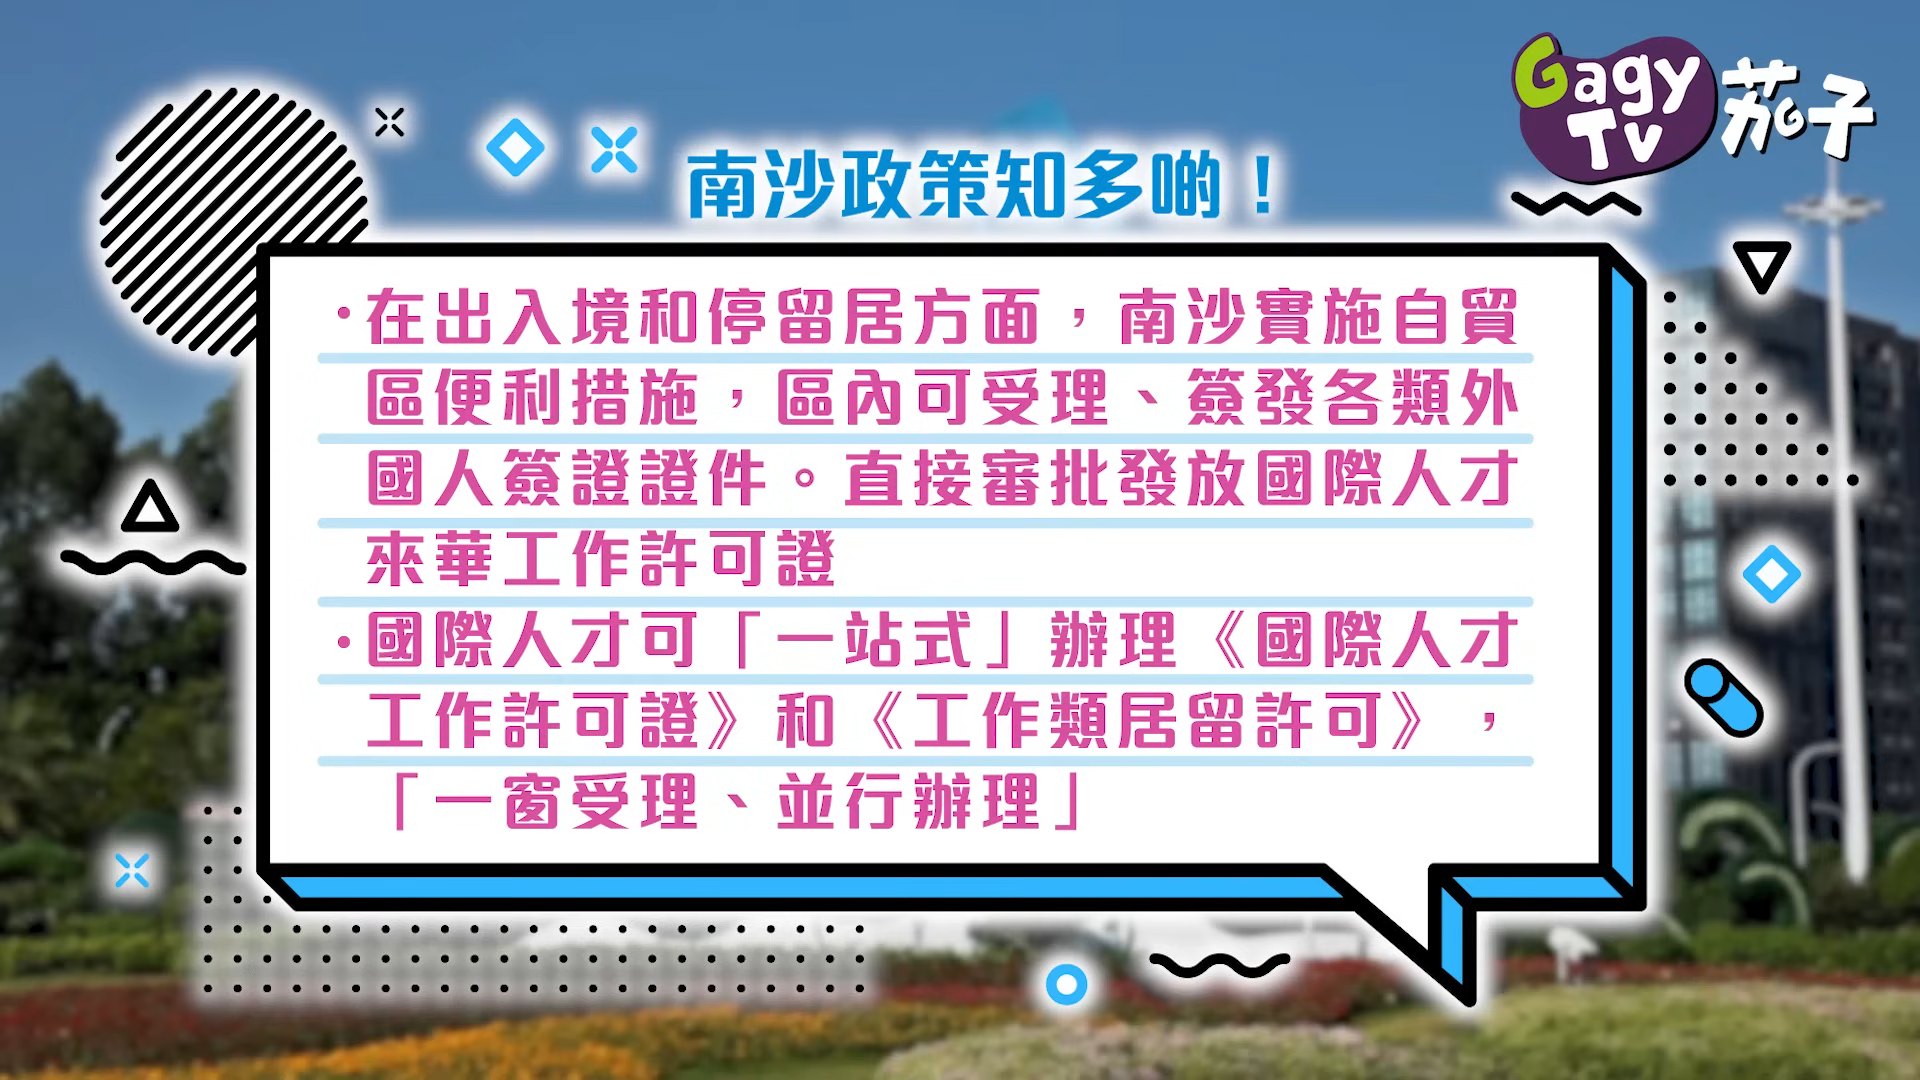 Gagy
TV 茄子
南沙政策知多啲！
·在出入境和停留居方面，南沙實施自貿
區便利措施，區內可受理、簽發各類外
國人簽證證件。直接審批發放國際人才
來華工作許可證
·國際人才可「一站式」辦理《國際人才
工作許可證》和《工作類居留許可》，
「一窗受理、並行辦理」